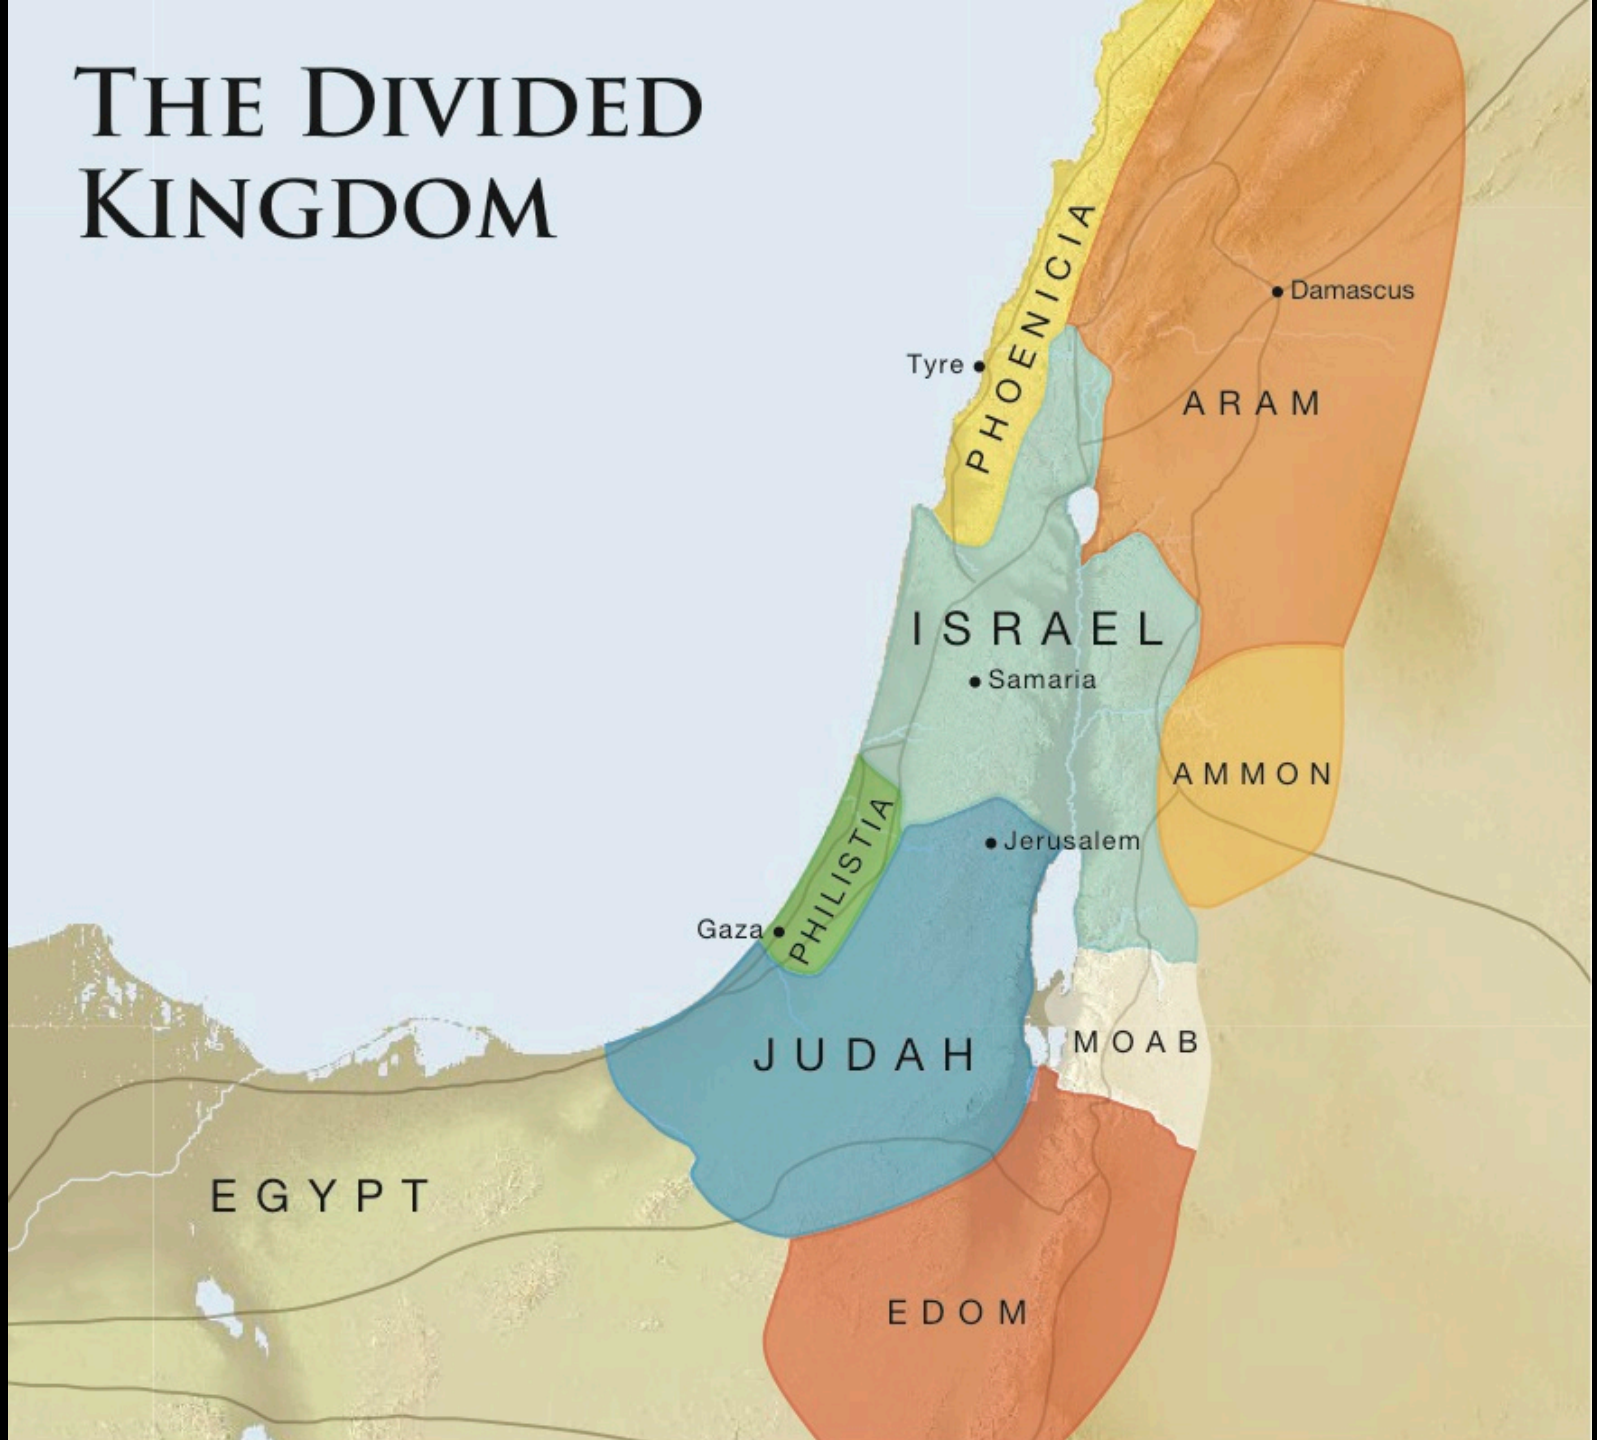 THE DIVIDED
KINGDOM
PHOENICIA
Damascus
Tyre
ARAM
ISRAEL
Samaria
AMMON
PHILISTIA
Jerusalem
Gaza
JUDAH
MOAB
EGYPT
EDOM